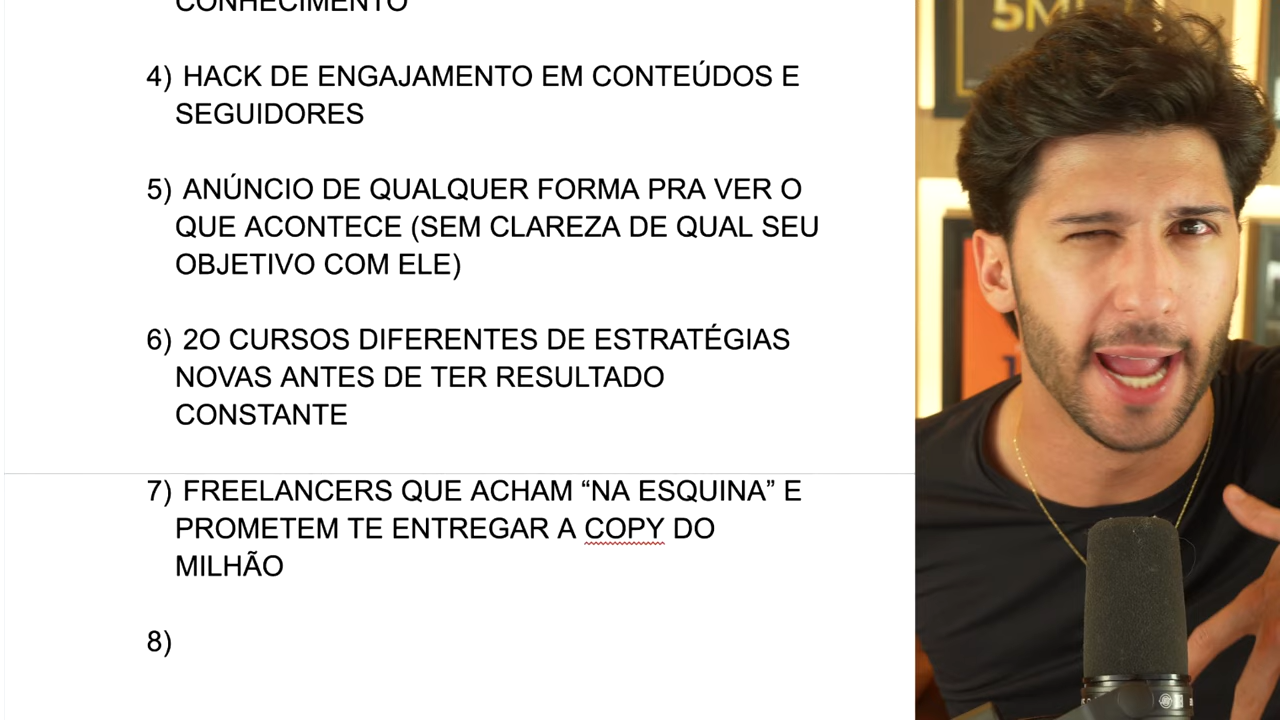 CONHECIMENTO
4) HACK DE ENGAJAMENTO EM CONTEÚDOS E
SEGUIDORES
5) ANÚNCIO DE QUALQUER FORMA PRA VER O
QUE ACONTECE (SEM CLAREZA DE QUAL SEU
OBJETIVO COM ELE)
6) 2O CURSOS DIFERENTES DE ESTRATÉGIAS
NOVAS ANTES DE TER RESULTADO
CONSTANTE
7) FREELANCERS QUE ACHAM “NA ESQUINA” E
PROMETEM TE ENTREGAR A COPY DO
MILHÃO
8)